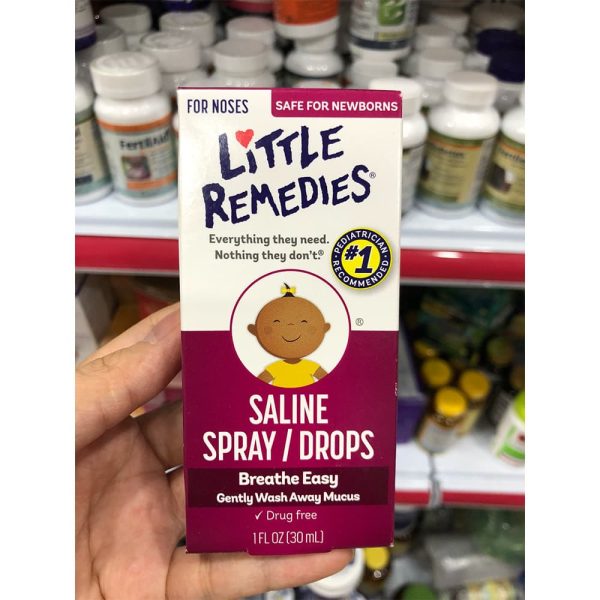 FOR NOSES
SAFE FOR NEWBORNS
LiTTLE
REMEDIES®
Everything they need.
Nothing they don't.®
PEDIATRICIAN
#1
RECOMMENDED
®
SALINE
SPRAY / DROPS
Breathe Easy
Gently Wash Away Mucus
✓ Drug free
1 FL OZ (30 mL)